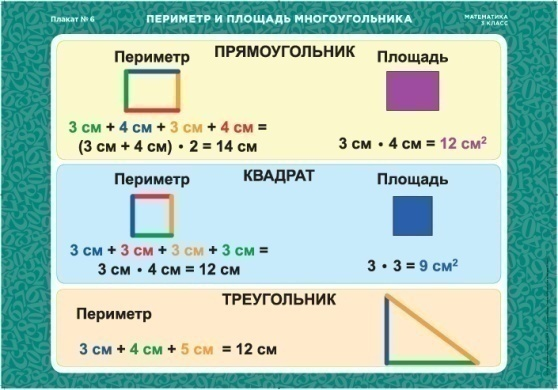 Плакат № 6
ПЕРИМЕТР И ПЛОЩАДЬ МНОГОУГОЛЬНИКА
МАТЕМАТИКА
3 КЛАСС
ПРЯМОУГОЛЬНИК
Периметр
Площадь
3 см + 4 см + 3 см + 4 см =
(3 см + 4 см) • 2 = 14 см
3 см • 4 см = 12 см²
КВАДРАТ
Периметр
Площадь
3 см + 3 см + 3 см + 3 см =
3 см • 4 см = 12 см
3 • 3 = 9 см²
ТРЕУГОЛЬНИК
Периметр
3 см + 4 см + 5 см = 12 см